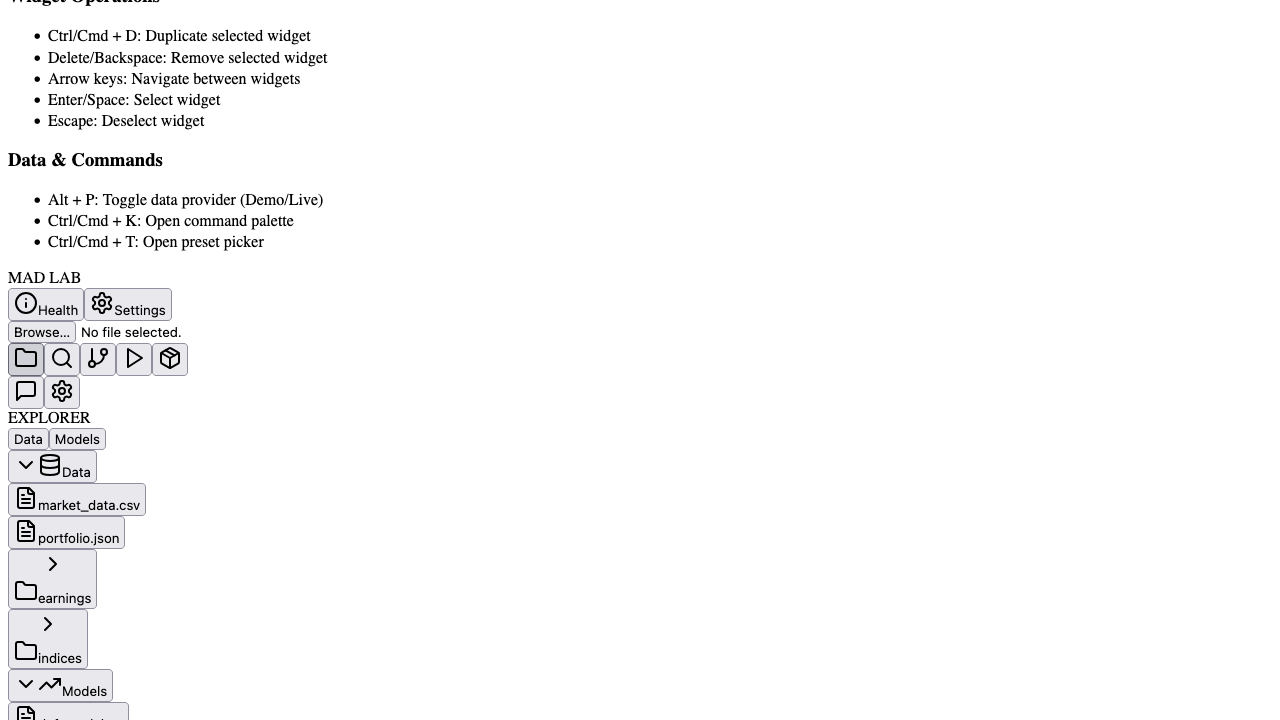 Widget Operations
Ctrl/Cmd + D: Duplicate selected widget
Delete/Backspace: Remove selected widget
Arrow keys: Navigate between widgets
Enter/Space: Select widget
Escape: Deselect widget
Data & Commands
Alt + P: Toggle data provider (Demo/Live)
Ctrl/Cmd + K: Open command palette
Ctrl/Cmd + T: Open preset picker
MAD LAB
Health Settings
Browse... No file selected.
EXPLORER
Data Models
Data
market_data.csv
portfolio.json
earnings
indices
Models